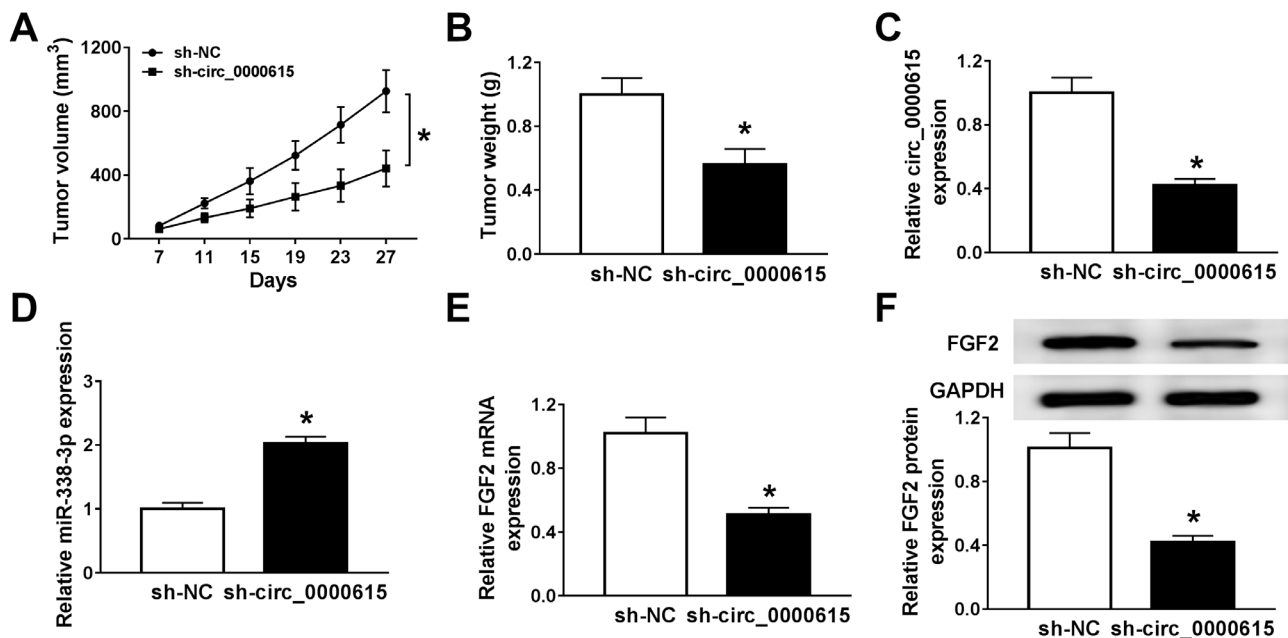 A
Tumor volume (mm³)
1200
800
400
0
sh-NC
sh-circ_0000615
*
7 11 15 19 23 27
Days
B
Tumor weight (g)
1.2
0.8
0.4
0.0
*
sh-NC sh-circ_0000615
C
Relative circ_0000615
expression
1.2
0.8
0.4
0.0
*
sh-NC sh-circ_0000615
D
Relative miR-338-3p expression
3
2
1
0
*
sh-NC sh-circ_0000615
E
Relative FGF2 mRNA
expression
1.2
0.8
0.4
0.0
*
sh-NC sh-circ_0000615
F
FGF2
GAPDH
Relative FGF2 protein
expression
1.2
0.8
0.4
0.0
*
sh-NC sh-circ_0000615